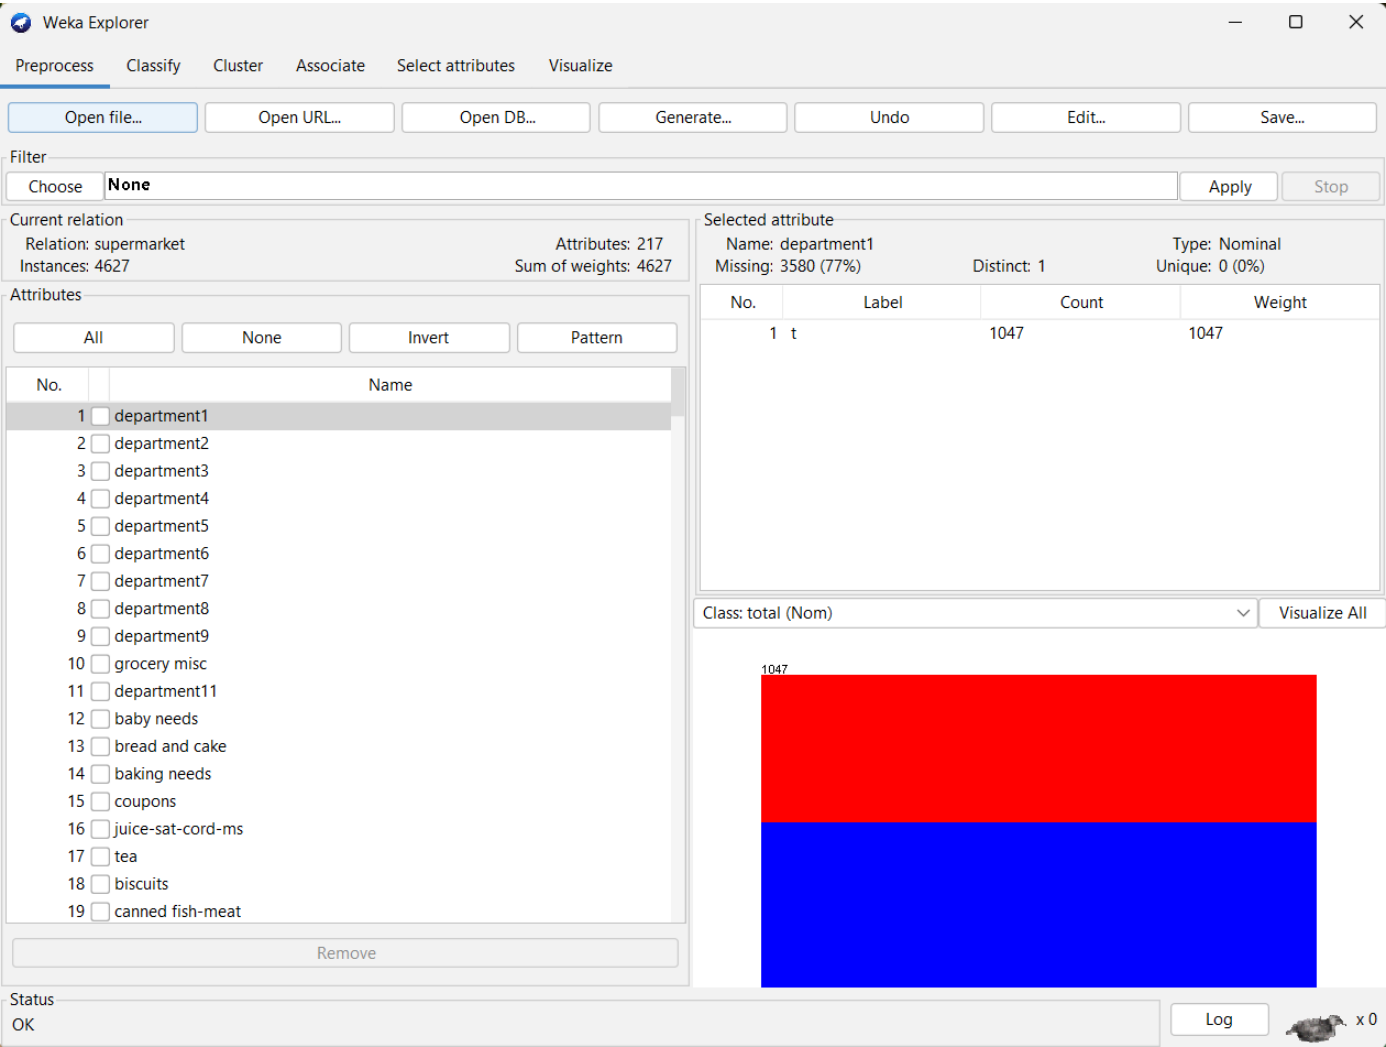 Weka Explorer
Preprocess Classify Cluster Associate Select attributes Visualize
Open file... Open URL... Open DB... Generate... Undo Edit... Save...
Filter
Choose None Apply Stop
Current relation
Relation: supermarket Attributes: 217
Instances: 4627 Sum of weights: 4627
Attributes
All None Invert Pattern
No. Name
1 department1
2 department2
3 department3
4 department4
5 department5
6 department6
7 department7
8 department8
9 department9
10 grocery misc
11 department11
12 baby needs
13 bread and cake
14 baking needs
15 coupons
16 juice-sat-cord-ms
17 tea
18 biscuits
19 canned fish-meat
Remove
Selected attribute
Name: department1 Type: Nominal
Missing: 3580 (77%) Distinct: 1 Unique: 0 (0%)
No. Label Count Weight
1 t 1047 1047
Class: total (Nom) Visualize All
1047
Status
OK
Log x 0